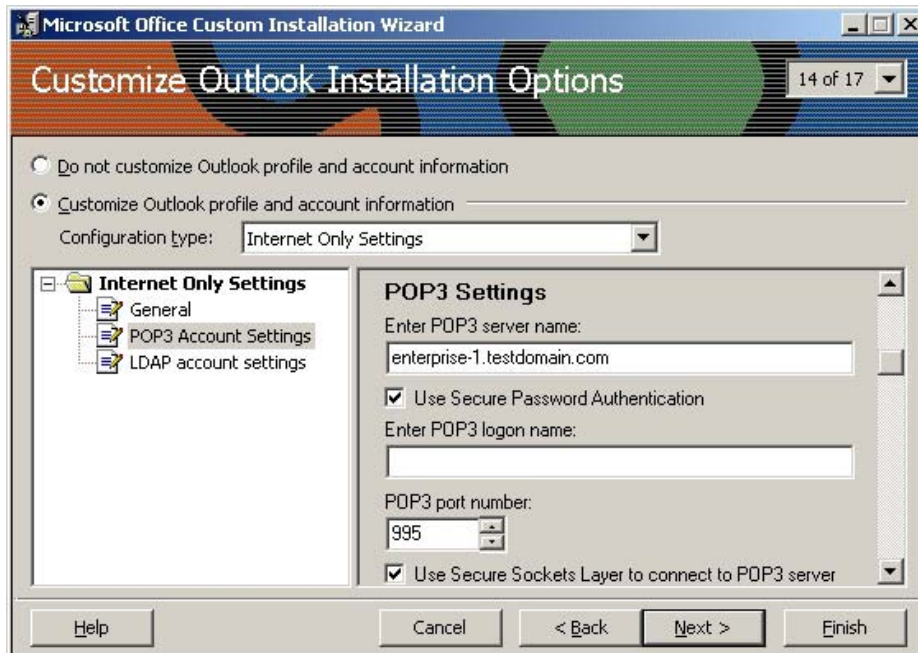 Microsoft Office Custom Installation Wizard
Customize Outlook Installation Options
14 of 17
Do not customize Outlook profile and account information
Customize Outlook profile and account information
Configuration type:
Internet Only Settings
Internet Only Settings
General
POP3 Account Settings
LDAP account settings
POP3 Settings
Enter POP3 server name:
enterprise-1.testdomain.com
Use Secure Password Authentication
Enter POP3 logon name:
POP3 port number:
995
Use Secure Sockets Layer to connect to POP3 server
Help
Cancel
< Back
Next >
Finish